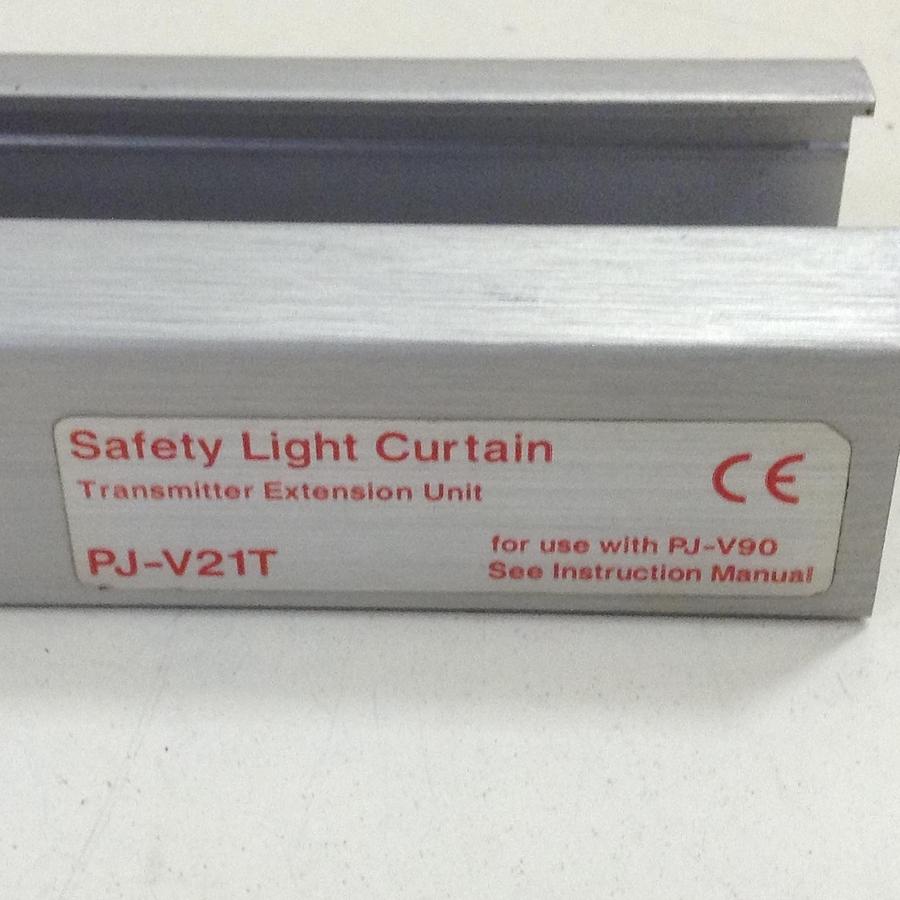 Safety Light Curtain
Transmitter Extension Unit
CE
PJ-V21T
for use with PJ-V90
See Instruction Manual